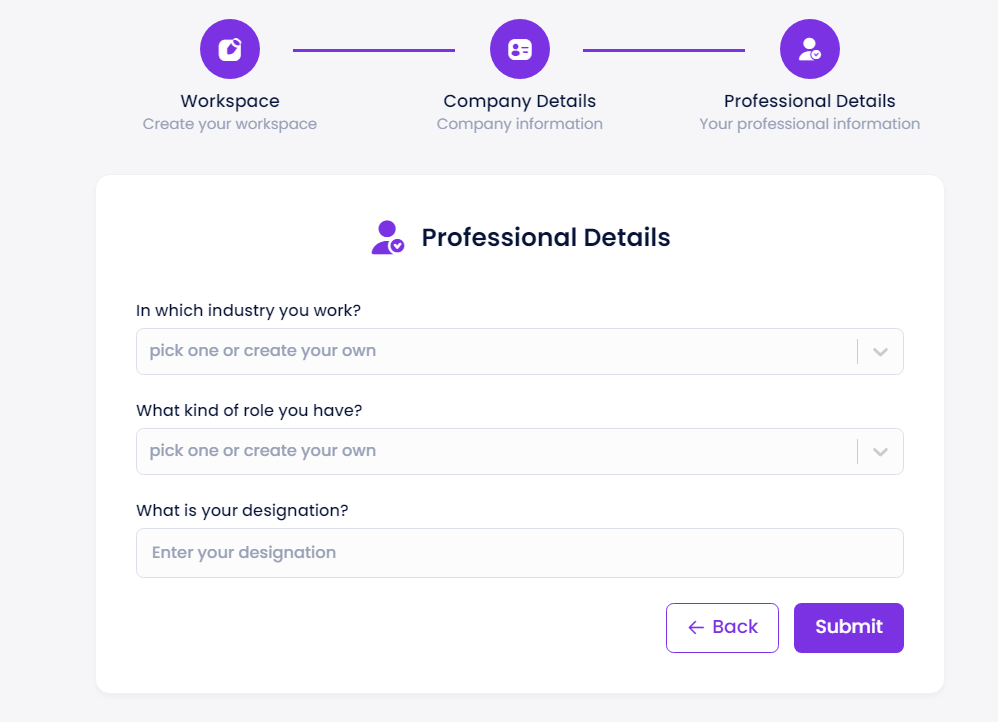 Workspace
Create your workspace
Company Details
Company information
Professional Details
Your professional information
Professional Details
In which industry you work?
pick one or create your own
What kind of role you have?
pick one or create your own
What is your designation?
Enter your designation
← Back
Submit